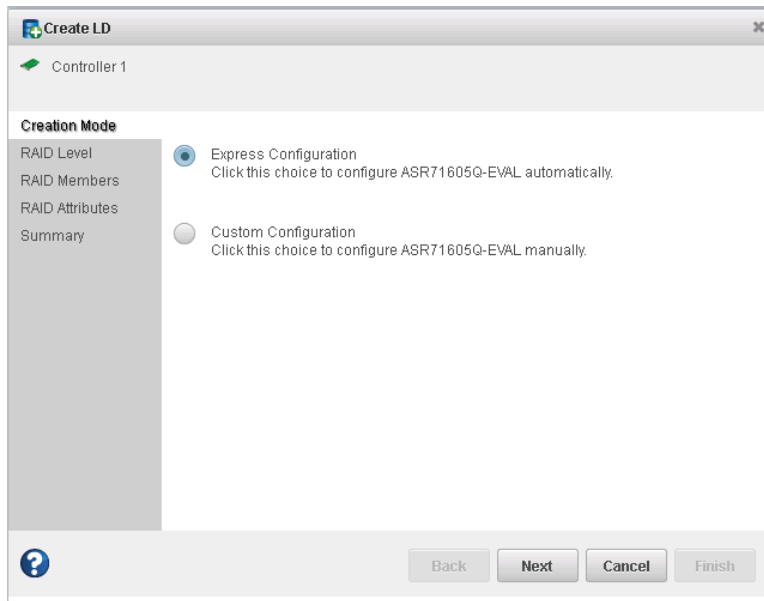 Create LD
Controller 1
Creation Mode
RAID Level
RAID Members
RAID Attributes
Summary
Express Configuration
Click this choice to configure ASR71605Q-EVAL automatically.
Custom Configuration
Click this choice to configure ASR71605Q-EVAL manually.
?
Back Next Cancel Finish